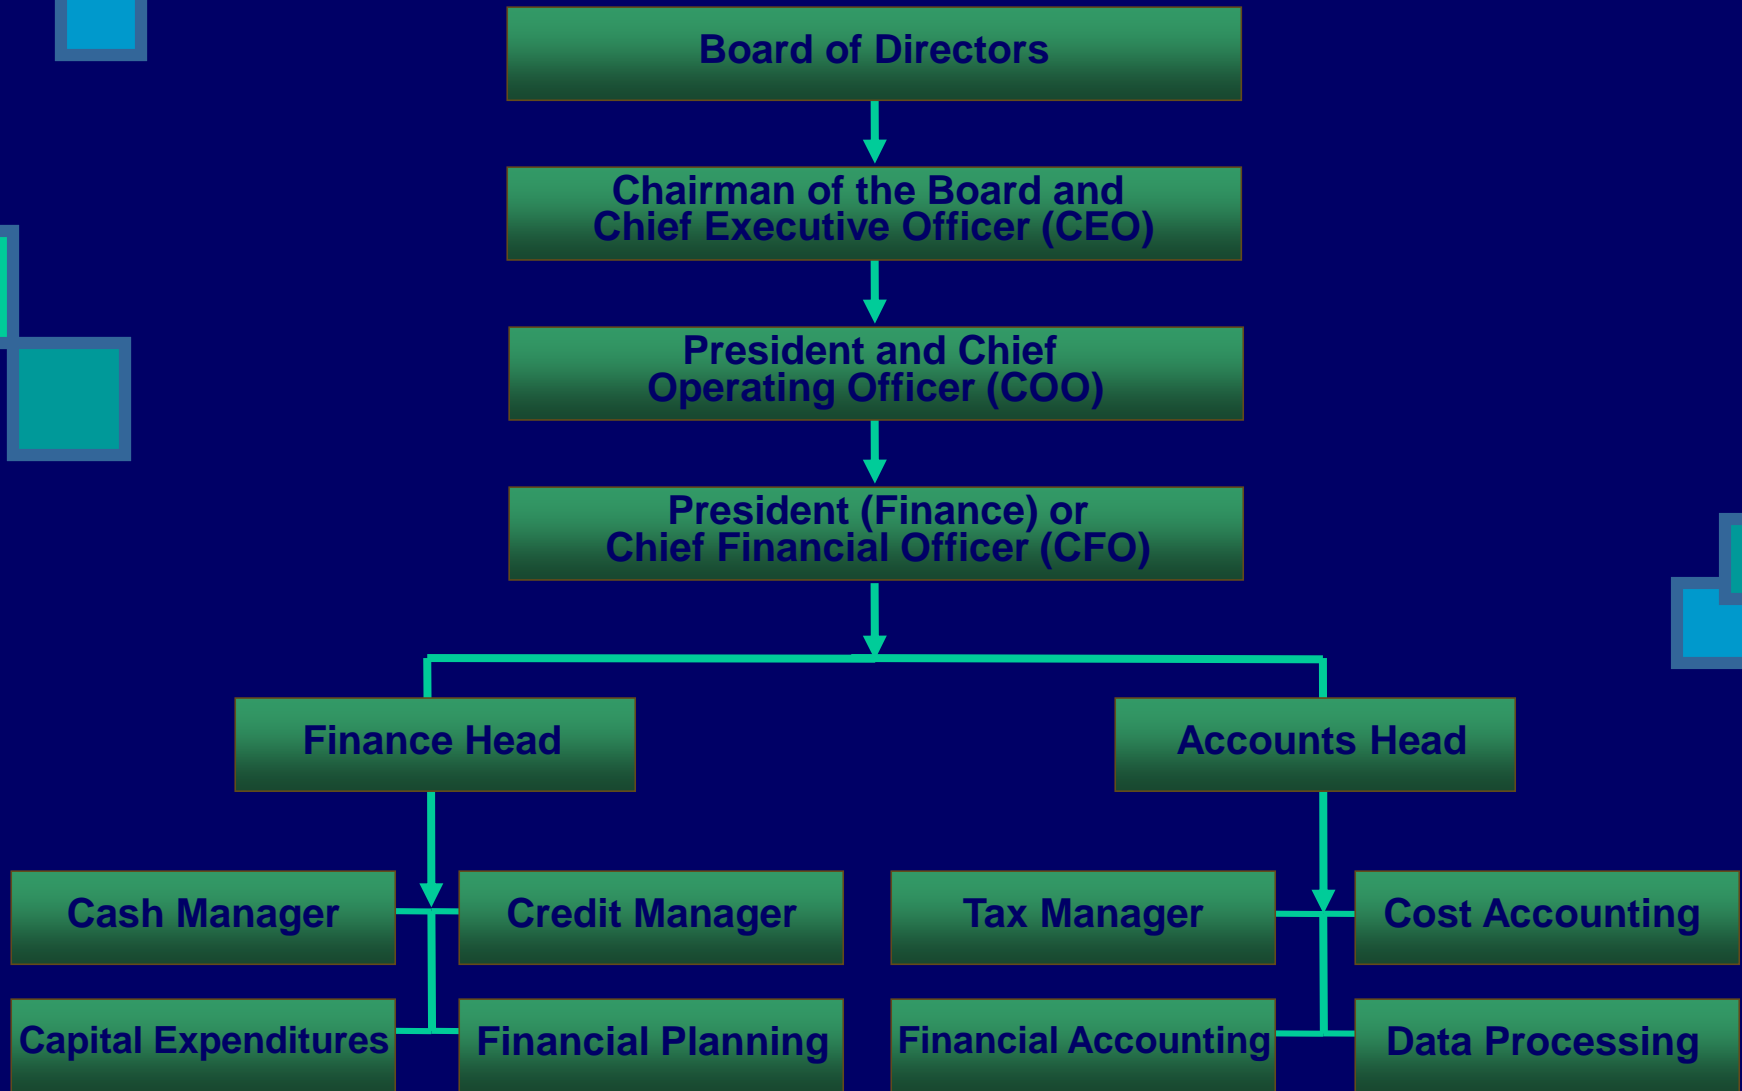 Board of Directors
Chairman of the Board and
Chief Executive Officer (CEO)
President and Chief
Operating Officer (COO)
President (Finance) or
Chief Financial Officer (CFO)
Finance Head
Accounts Head
Cash Manager
Credit Manager
Tax Manager
Cost Accounting
Capital Expenditures
Financial Planning
Financial Accounting
Data Processing